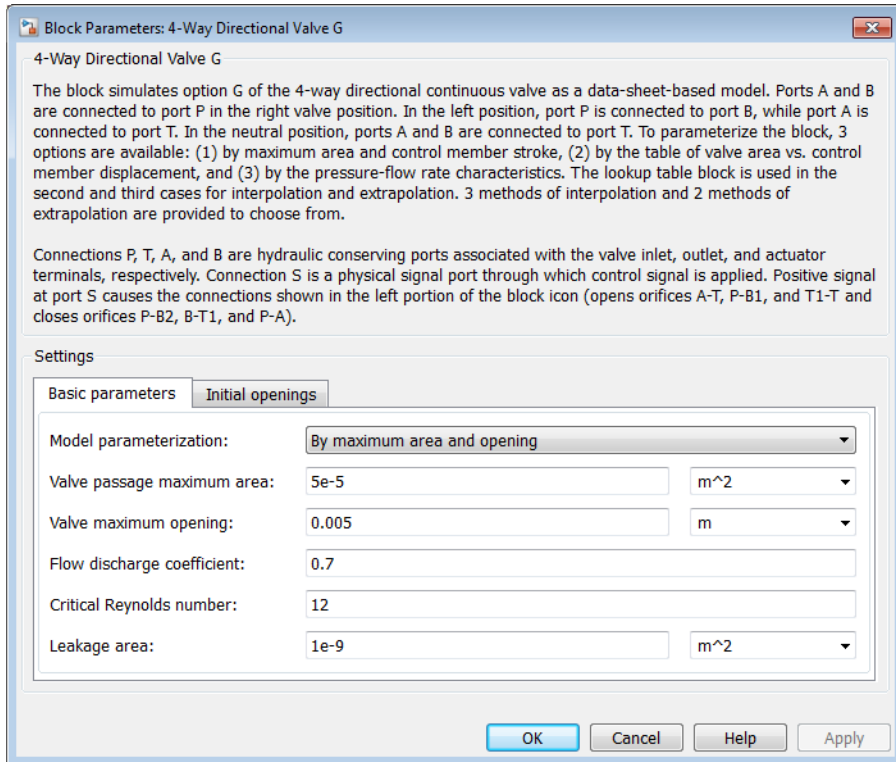 Block Parameters: 4-Way Directional Valve G
4-Way Directional Valve G
The block simulates option G of the 4-way directional continuous valve as a data-sheet-based model. Ports A and B
are connected to port P in the right valve position. In the left position, port P is connected to port B, while port A is
connected to port T. In the neutral position, ports A and B are connected to port T. To parameterize the block, 3
options are available: (1) by maximum area and control member stroke, (2) by the table of valve area vs. control
member displacement, and (3) by the pressure-flow rate characteristics. The lookup table block is used in the
second and third cases for interpolation and extrapolation. 3 methods of interpolation and 2 methods of
extrapolation are provided to choose from.
Connections P, T, A, and B are hydraulic conserving ports associated with the valve inlet, outlet, and actuator
terminals, respectively. Connection S is a physical signal port through which control signal is applied. Positive signal
at port S causes the connections shown in the left portion of the block icon (opens orifices A-T, P-B1, and T1-T and
closes orifices P-B2, B-T1, and P-A).
Settings
Basic parameters Initial openings
Model parameterization: By maximum area and opening
Valve passage maximum area: 5e-5 m^2
Valve maximum opening: 0.005 m
Flow discharge coefficient: 0.7
Critical Reynolds number: 12
Leakage area: 1e-9 m^2
OK Cancel Help Apply